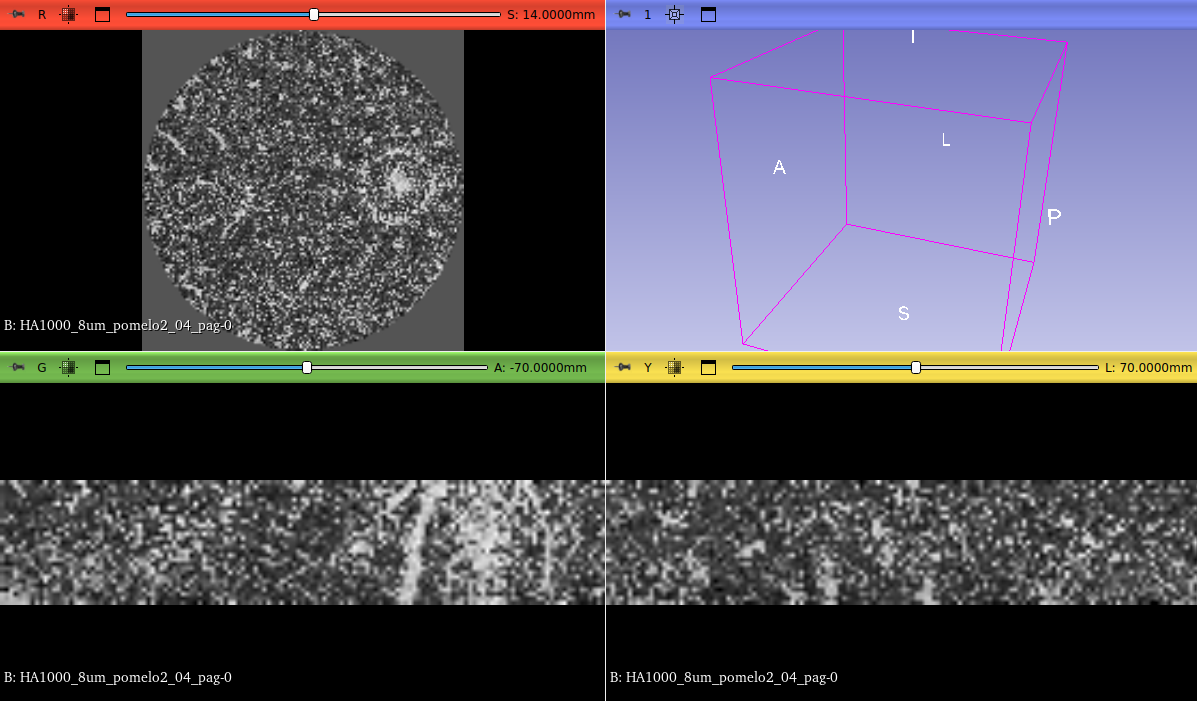 R S: 14.0000mm
B: HA1000_8um_pomelo2_04_pag-0
1
I
L
A
P
S
G A: -70.0000mm
B: HA1000_8um_pomelo2_04_pag-0
Y L: 70.0000mm
B: HA1000_8um_pomelo2_04_pag-0